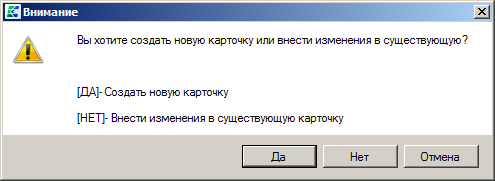 Внимание
Вы хотите создать новую карточку или внести изменения в существующую?
[ДА]- Создать новую карточку
[НЕТ]- Внести изменения в существующую карточку
Да
Нет
Отмена